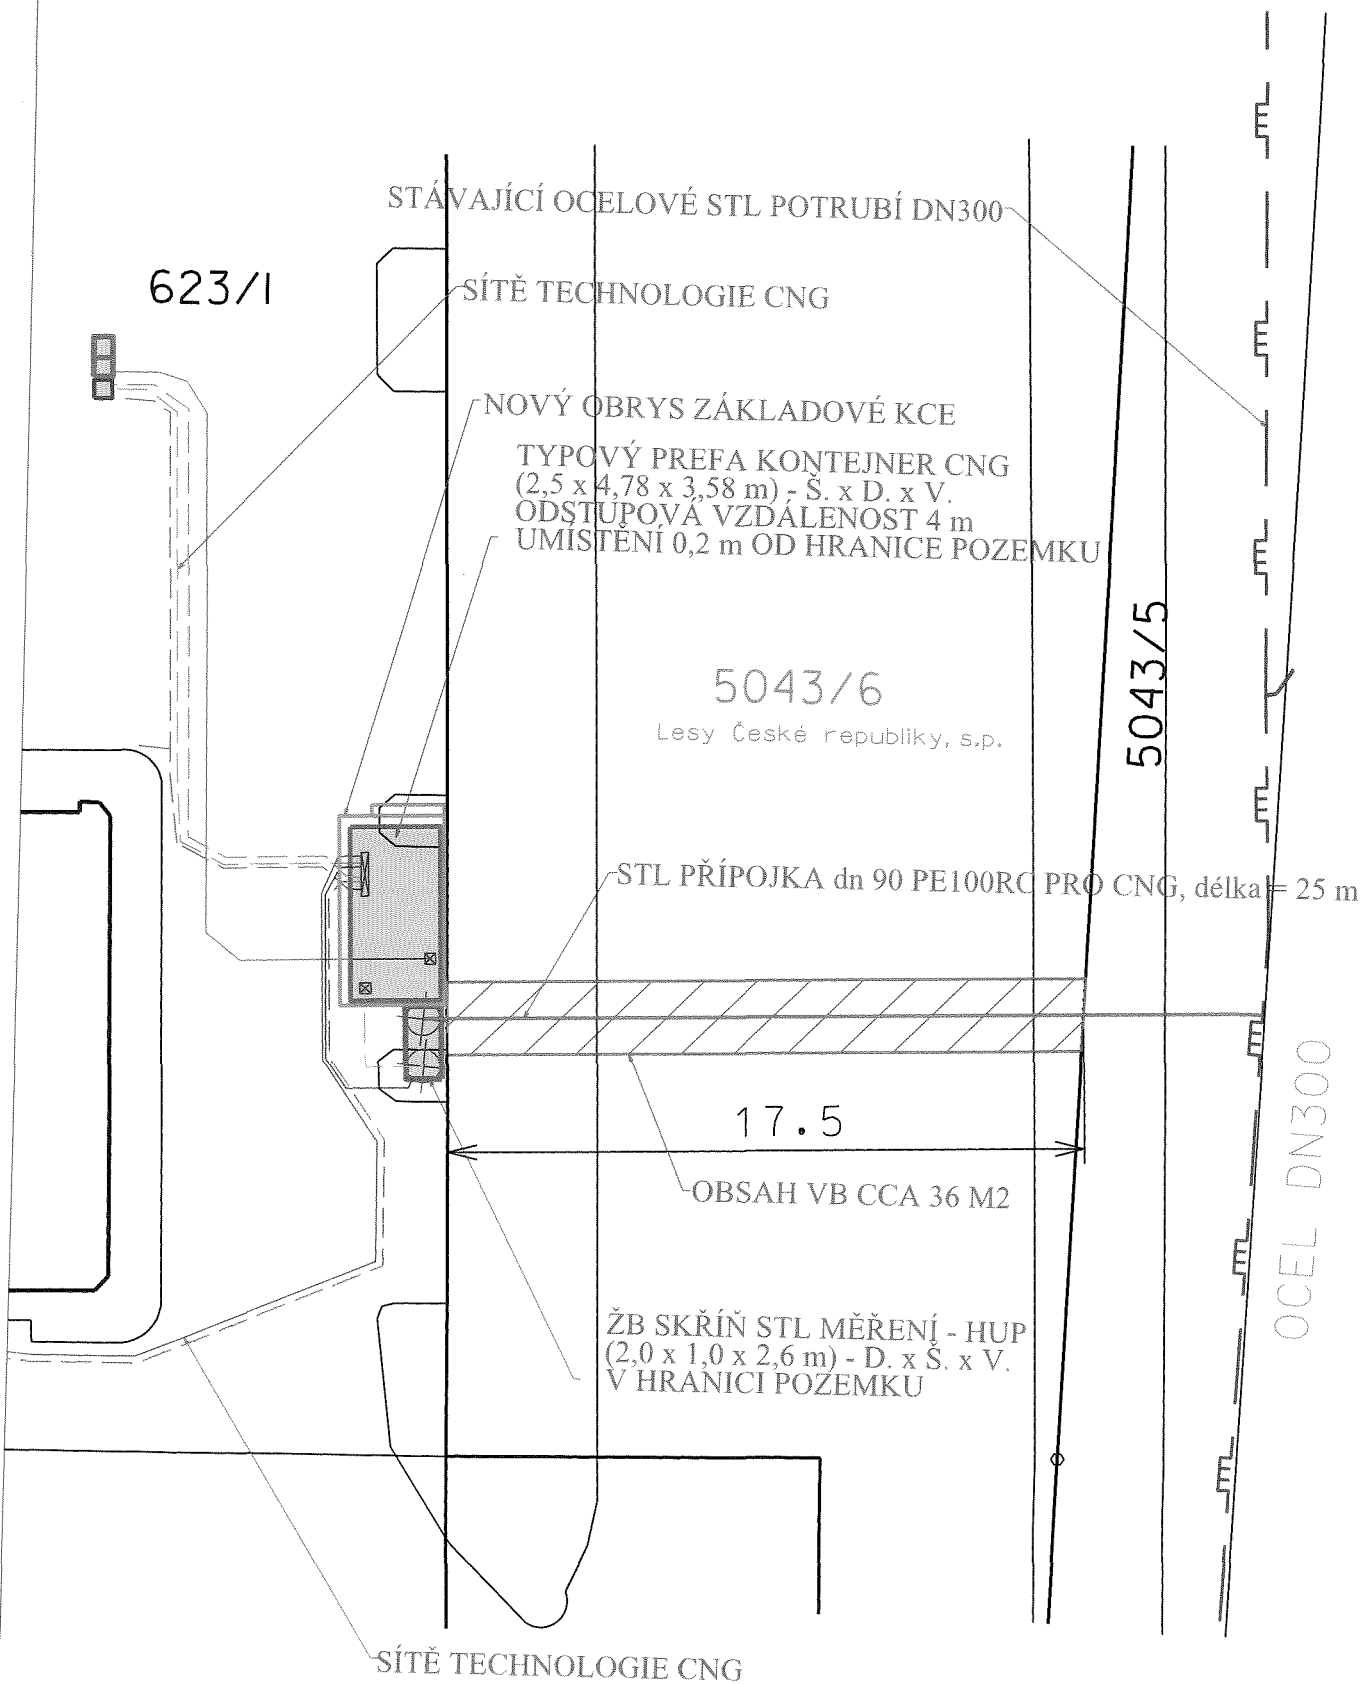 STÁVAJÍCÍ OCELOVÉ STL POTRUBÍ DN300
623/1
SÍTĚ TECHNOLOGIE CNG
NOVÝ OBRYS ZÁKLADOVÉ KCE
TYPOVÝ PREFA KONTEJNER CNG
(2,5 x 4,78 x 3,58 m) - Š. x D. x V.
ODSTUPOVÁ VZDÁLENOST 4 m
UMÍSTĚNÍ 0,2 m OD HRANICE POZEMKU
5043/6
Lesy České republiky, s.p.
5043/5
STL PŘÍPOJKA dn 90 PE100RC PRO CNG, délka = 25 m
17.5
OBSAH VB CCA 36 M2
OCEL DN300
ŽB SKŘÍŇ STL MĚŘENÍ - HUP
(2,0 x 1,0 x 2,6 m) - D. x Š. x V.
V HRANICI POZEMKU
SÍTĚ TECHNOLOGIE CNG